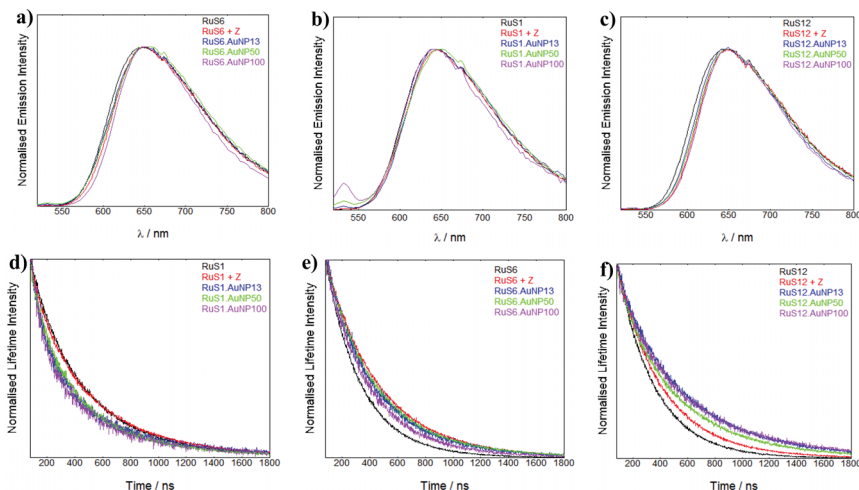 a)
Normalised Emission Intensity
RuS6
RuS6 + Z
RuS6.AuNP13
RuS6.AuNP50
RuS6.AuNP100
550 600 650 700 750 800
λ / nm
b)
Normalised Emission Intensity
RuS1
RuS1 + Z
RuS1.AuNP13
RuS1.AuNP50
RuS1.AuNP100
550 600 650 700 750 800
λ / nm
c)
Normalised Emission Intensity
RuS12
RuS12 + Z
RuS12.AuNP13
RuS12.AuNP50
RuS12.AuNP100
550 600 650 700 750 800
λ / nm
d)
Normalised Lifetime Intensity
RuS1
RuS1 + Z
RuS1.AuNP13
RuS1.AuNP50
RuS1.AuNP100
200 400 600 800 1000 1200 1400 1600 1800
Time / ns
e)
Normalised Lifetime Intensity
RuS6
RuS6 + Z
RuS6.AuNP13
RuS6.AuNP50
RuS6.AuNP100
200 400 600 800 1000 1200 1400 1600 1800
Time / ns
f)
Normalised Lifetime Intensity
RuS12
RuS12 + Z
RuS12.AuNP13
RuS12.AuNP50
RuS12.AuNP100
200 400 600 800 1000 1200 1400 1600 1800
Time / ns